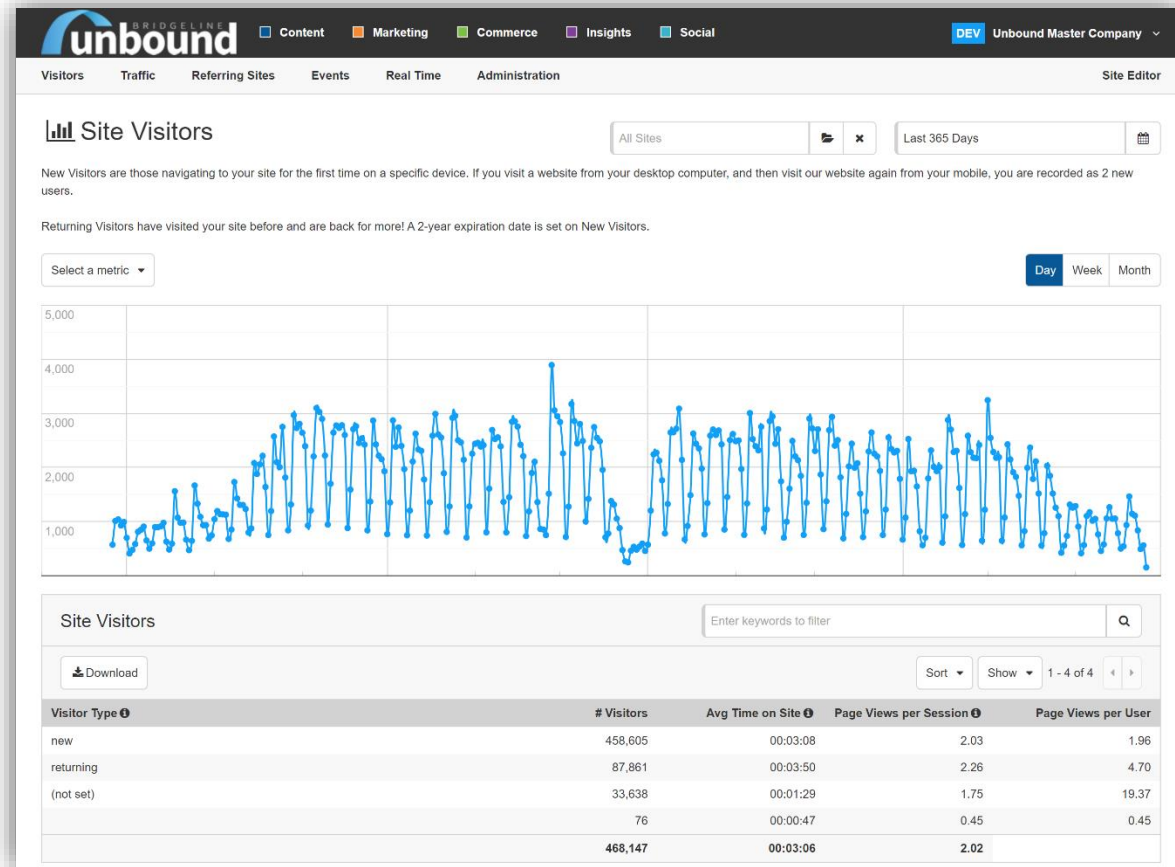 BRIDGELINE
unbound
Content Marketing Commerce Insights Social DEV Unbound Master Company
Visitors Traffic Referring Sites Events Real Time Administration Site Editor
Site Visitors All Sites Last 365 Days
New Visitors are those navigating to your site for the first time on a specific device. If you visit a website from your desktop computer, and then visit our website again from your mobile, you are recorded as 2 new
users.
Returning Visitors have visited your site before and are back for more! A 2-year expiration date is set on New Visitors.
Select a metric Day Week Month
5,000
4,000
3,000
2,000
1,000
Site Visitors Enter keywords to filter
Download Sort Show 1 - 4 of 4
Visitor Type # Visitors Avg Time on Site Page Views per Session Page Views per User
new 458,605 00:03:08 2.03 1.96
returning 87,861 00:03:50 2.26 4.70
(not set) 33,638 00:01:29 1.75 19.37
76 00:00:47 0.45 0.45
468,147 00:03:06 2.02